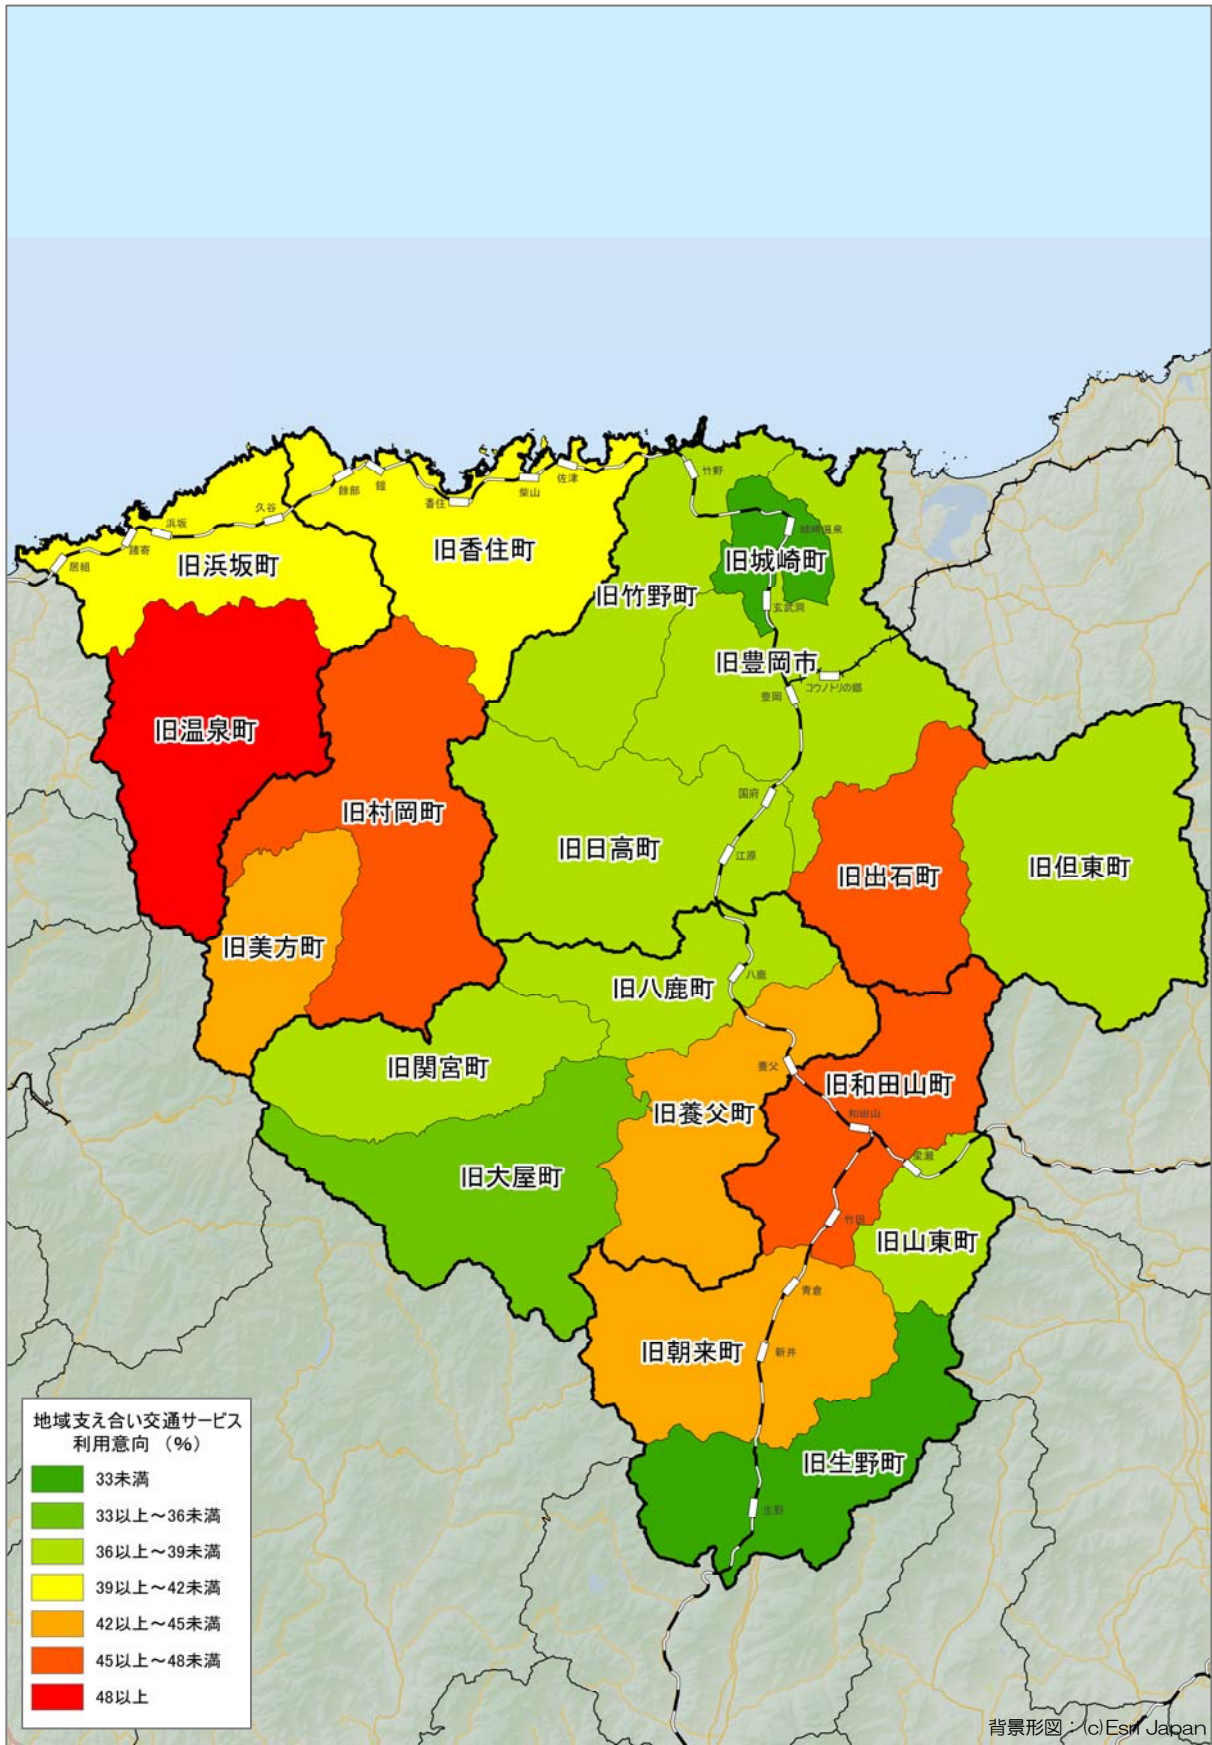 竹野
佐津
柴山
鎧
餘部
香住
久谷
浜坂
諸寄
居組
城崎温泉
旧香住町
旧浜坂町
旧城崎町
旧竹野町
玄武洞
旧豊岡市
コウノトリの郷
豊岡
旧温泉町
国府
旧村岡町
旧日高町
江原
旧出石町
旧但東町
旧美方町
八鹿
旧八鹿町
旧関宮町
養父
旧和田山町
旧養父町
和田山
梁瀬
旧大屋町
竹田
旧山東町
青倉
旧朝来町
新井
旧生野町
生野
地域支え合い交通サービス
利用意向 (%)
33未満
33以上～36未満
36以上～39未満
39以上～42未満
42以上～45未満
45以上～48未満
48以上
背景形図:(c)Esri Japan